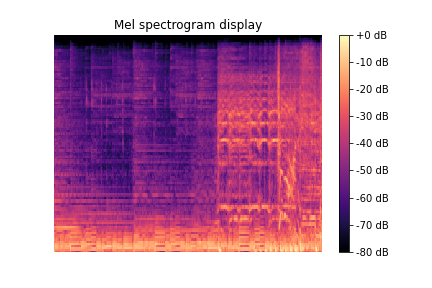 Mel spectrogram display
+0 dB
-10 dB
-20 dB
-30 dB
-40 dB
-50 dB
-60 dB
-70 dB
-80 dB